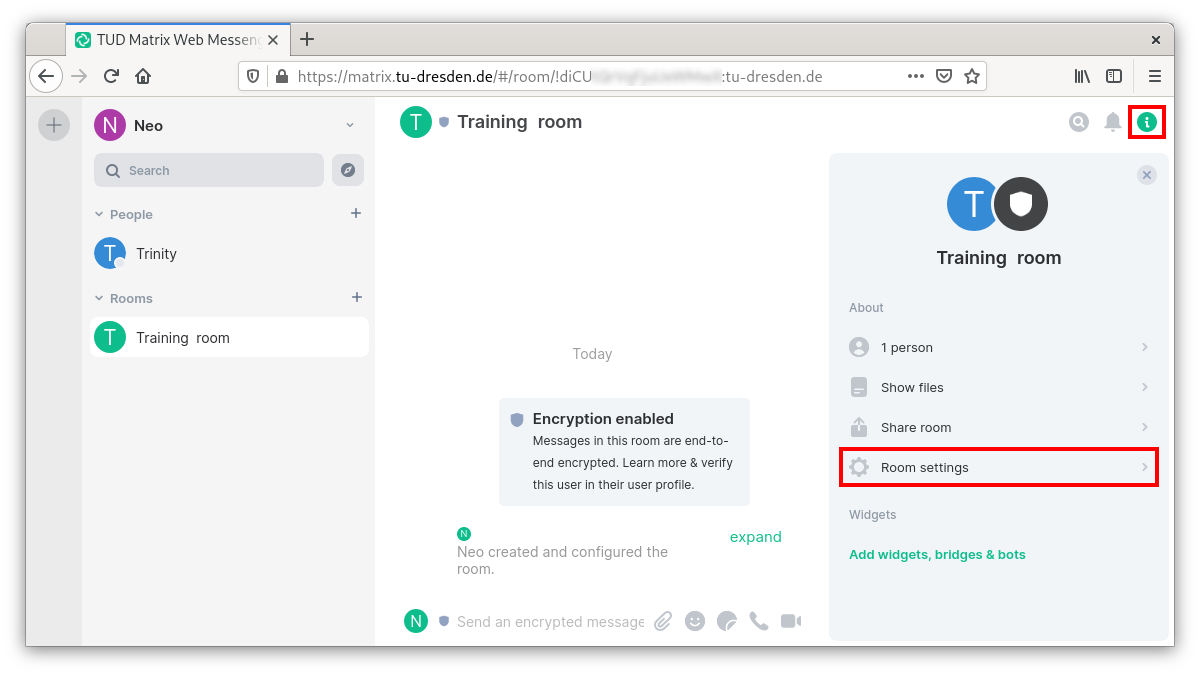 TUD Matrix Web Messeng
https://matrix.tu-dresden.de/#/room/!diCU :tu-dresden.de
N Neo
Search
People
T Trinity
Rooms
T Training room
T Training room
Today
Encryption enabled
Messages in this room are end-to-
end encrypted. Learn more & verify
this user in their user profile.
N
expand
Neo created and configured the
room.
N Send an encrypted message
T
Training room
About
1 person
Show files
Share room
Room settings
Widgets
Add widgets, bridges & bots